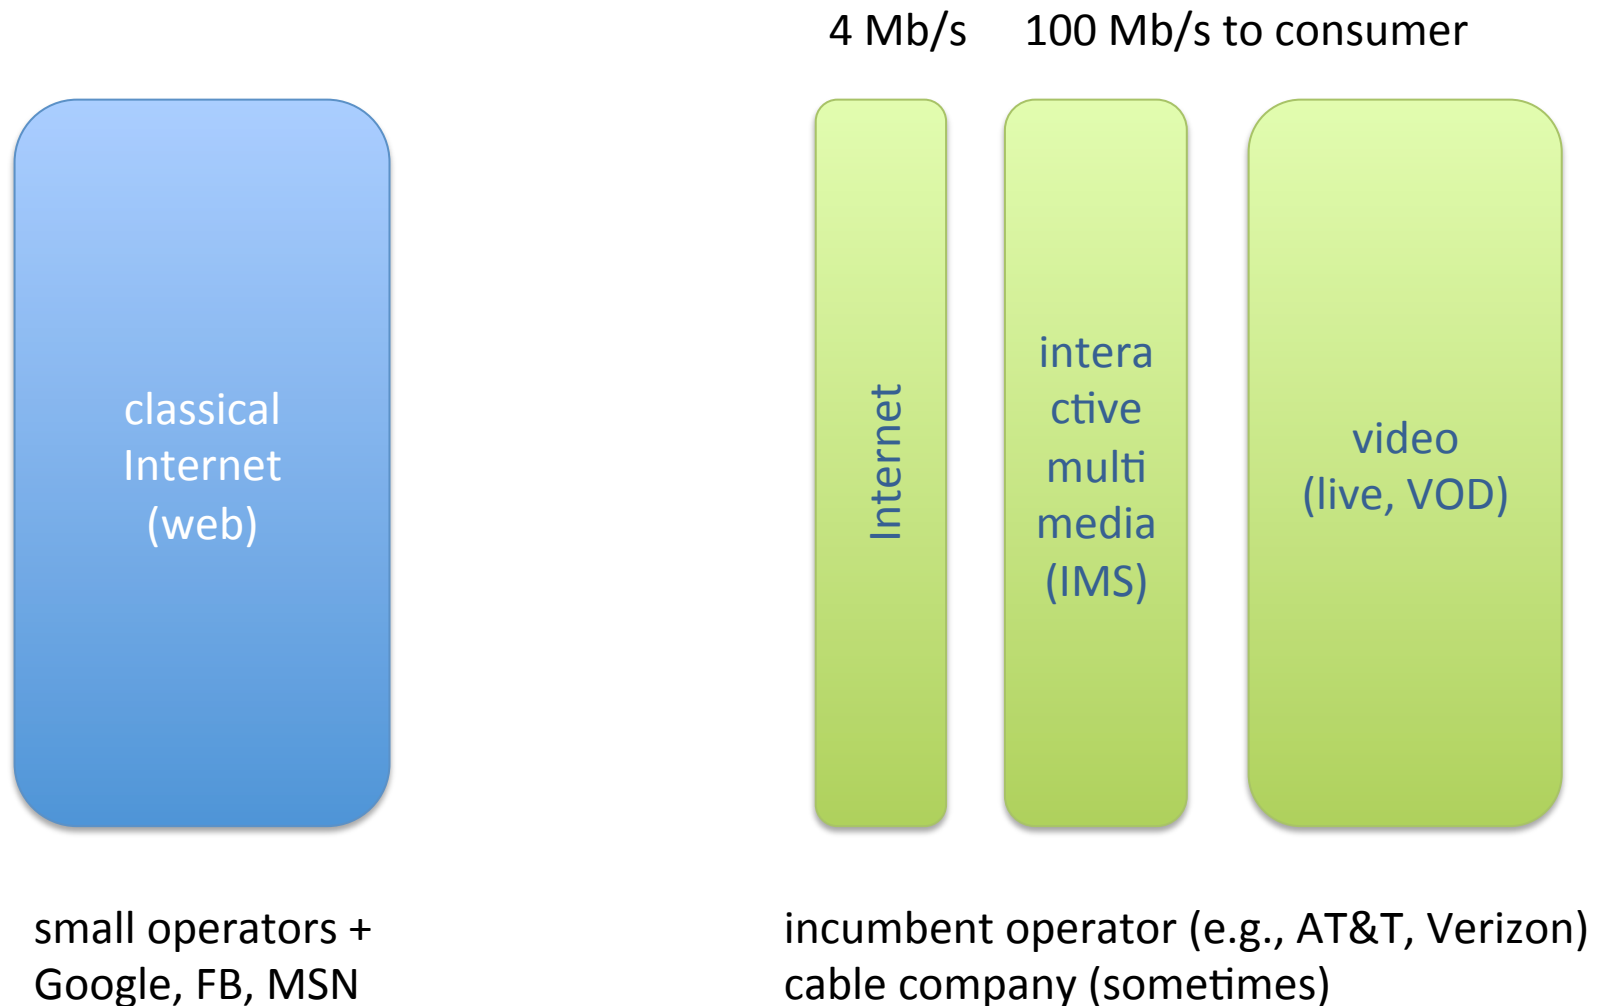 4 Mb/s 100 Mb/s to consumer
classical
Internet
(web)
Internet
intera
ctive
multi
media
(IMS)
video
(live, VOD)
small operators +
Google, FB, MSN
incumbent operator (e.g., AT&T, Verizon)
cable company (sometimes)